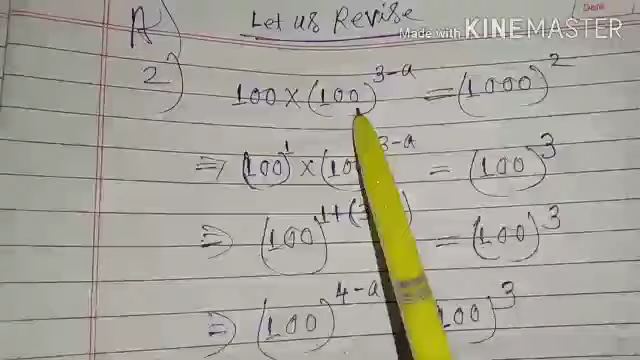 A)
Let us Revise
Made with KINEMASTER
2) 100 × (100)^3-a = (1000)^2
⇒ (100)^1 × (10 3-a = (100)^3
⇒ (100)^1+( ) = (100)^3
⇒ (100)^4-a 100)^3